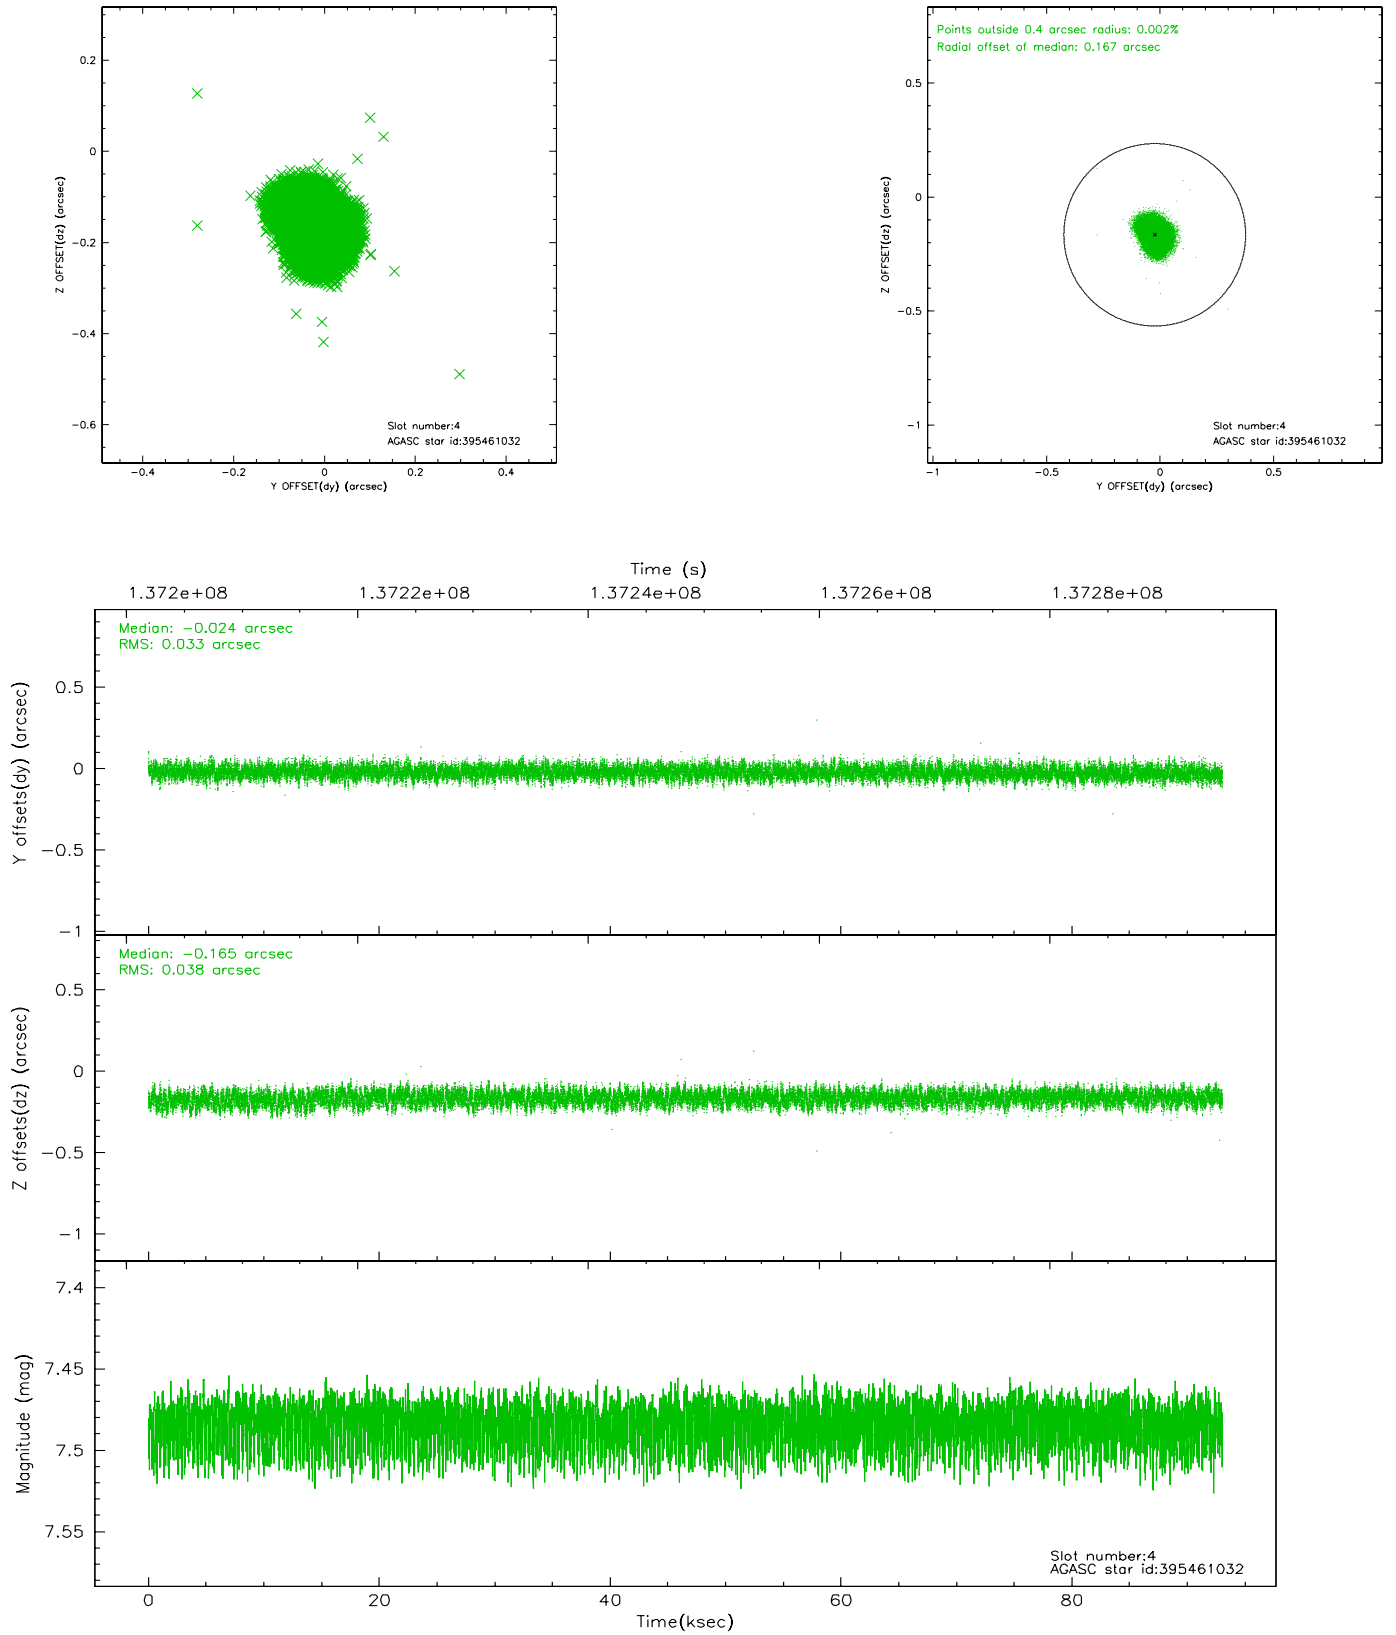 0.2
0
−0.2
−0.4
−0.6
Z OFFSET(dz) (arcsec)
Slot number:4
AGASC star id:395461032
−0.4 −0.2 0 0.2 0.4
Y OFFSET(dy) (arcsec)
Points outside 0.4 arcsec radius: 0.002%
Radial offset of median: 0.167 arcsec
0.5
0
−0.5
−1
Z OFFSET(dz) (arcsec)
Slot number:4
AGASC star id:395461032
−1 −0.5 0 0.5
Y OFFSET(dy) (arcsec)
Time (s)
1.372e+08 1.3722e+08 1.3724e+08 1.3726e+08 1.3728e+08
Median: −0.024 arcsec
RMS: 0.033 arcsec
0.5
0
−0.5
−1
Y offsets(dy) (arcsec)
Median: −0.165 arcsec
RMS: 0.038 arcsec
0.5
0
−0.5
−1
Z offsets(dz) (arcsec)
7.4
7.45
7.5
7.55
Magnitude (mag)
Slot number:4
AGASC star id:395461032
0 20 40 60 80
Time(ksec)